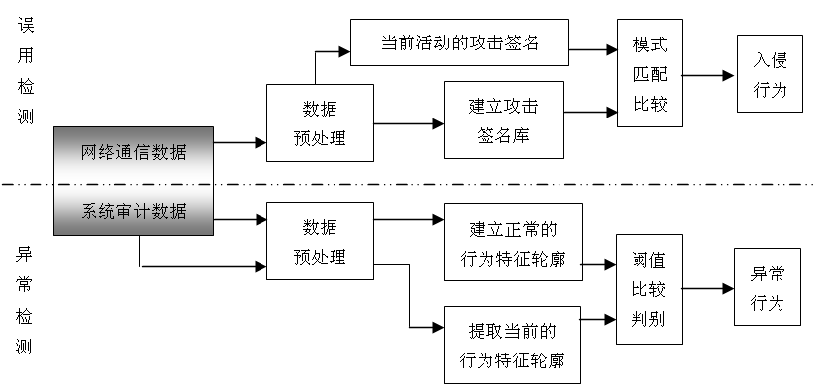 误用检测
当前活动的攻击签名
数据
预处理
建立攻击
签名库
模式
匹配
比较
入侵
行为
网络通信数据
系统审计数据
异常检测
数据
预处理
建立正常的
行为特征轮廓
提取当前的
行为特征轮廓
阈值
比较
判别
异常
行为